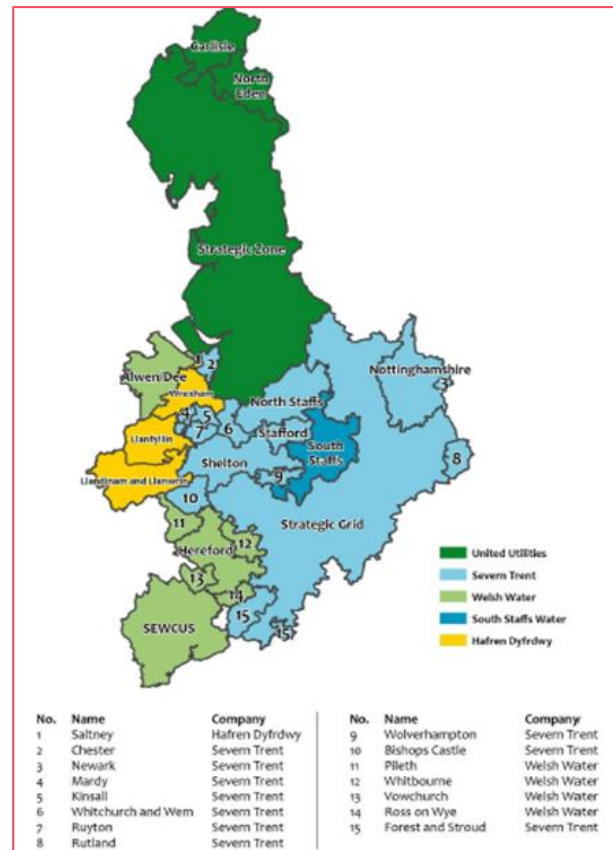 Carlisle
North
Eden
Strategic Zone
1
2
Alwen/Dee
Wrexham
Nottinghamshire
3
North Staffs
4
5
6
7
Stafford
Llanfyllin
South
Staffs
8
Shelton
9
Llandinam and Llanwrin
10
Strategic Grid
11
12
Hereford
13
14
15
15
SEWCUS
United Utilities
Severn Trent
Welsh Water
South Staffs Water
Hafren Dyfrdwy
No. Name Company
1 Saltney Hafren Dyfrdwy
2 Chester Severn Trent
3 Newark Severn Trent
4 Mardy Severn Trent
5 Kinsall Severn Trent
6 Whitchurch and Wem Severn Trent
7 Ruyton Severn Trent
8 Rutland Severn Trent
No. Name Company
9 Wolverhampton Severn Trent
10 Bishops Castle Severn Trent
11 Pilleth Welsh Water
12 Whitbourne Welsh Water
13 Vowchurch Welsh Water
14 Ross on Wye Welsh Water
15 Forest and Stroud Severn Trent